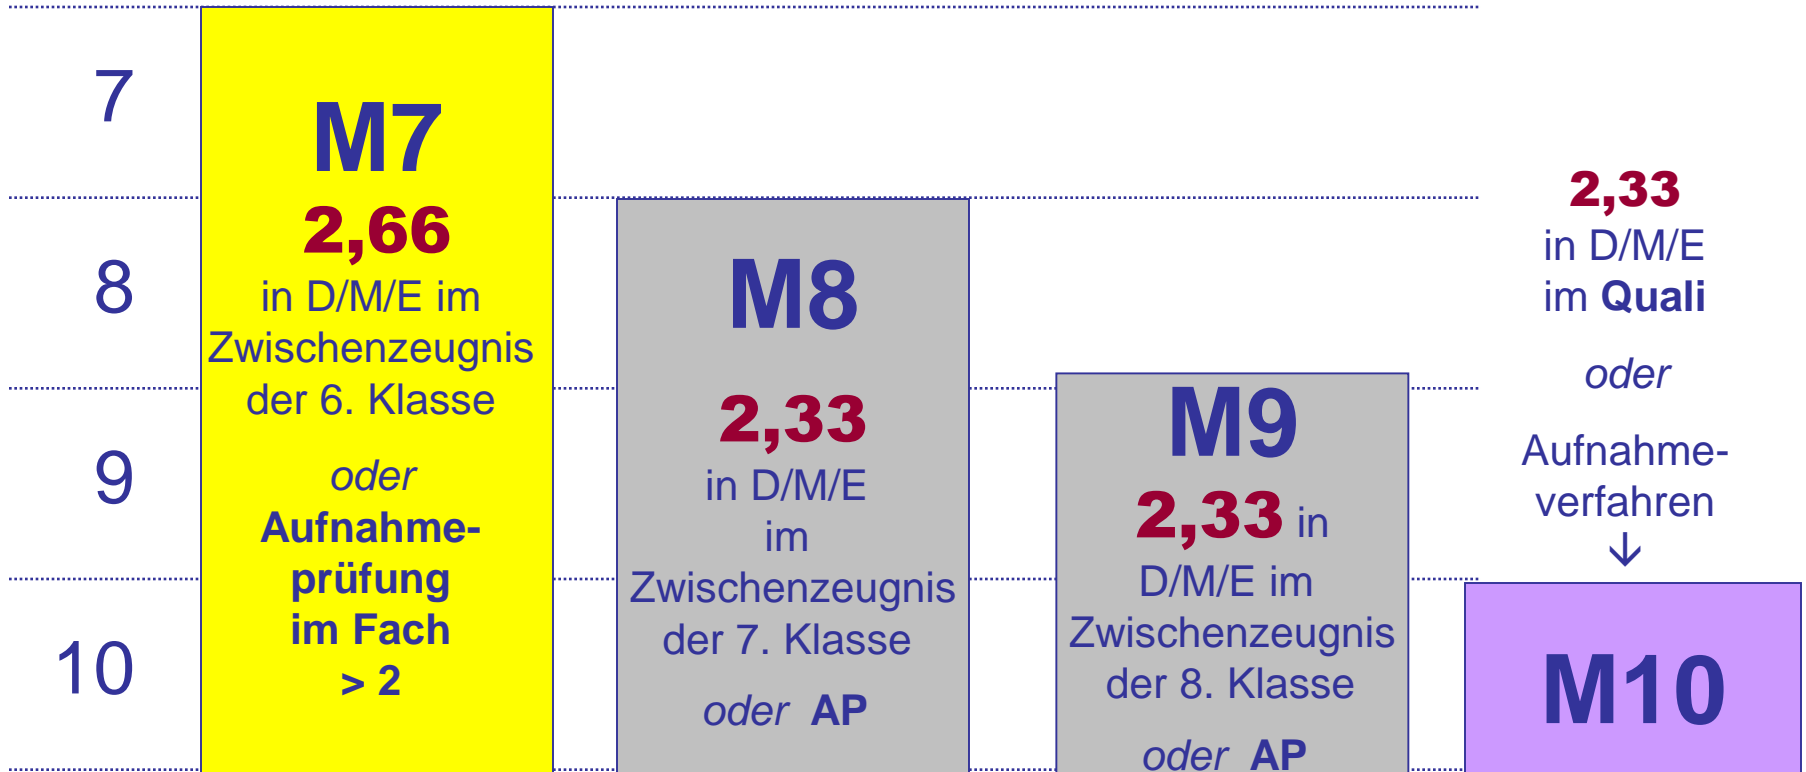 7
8
9
10
M7
2,66
in D/M/E im
Zwischenzeugnis
der 6. Klasse
oder
Aufnahme-
prüfung
im Fach
> 2
M8
2,33
in D/M/E
im
Zwischenzeugnis
der 7. Klasse
oder AP
M9
2,33 in
D/M/E im
Zwischenzeugnis
der 8. Klasse
oder AP
2,33
in D/M/E
im Quali
oder
Aufnahme-
verfahren
↓
M10